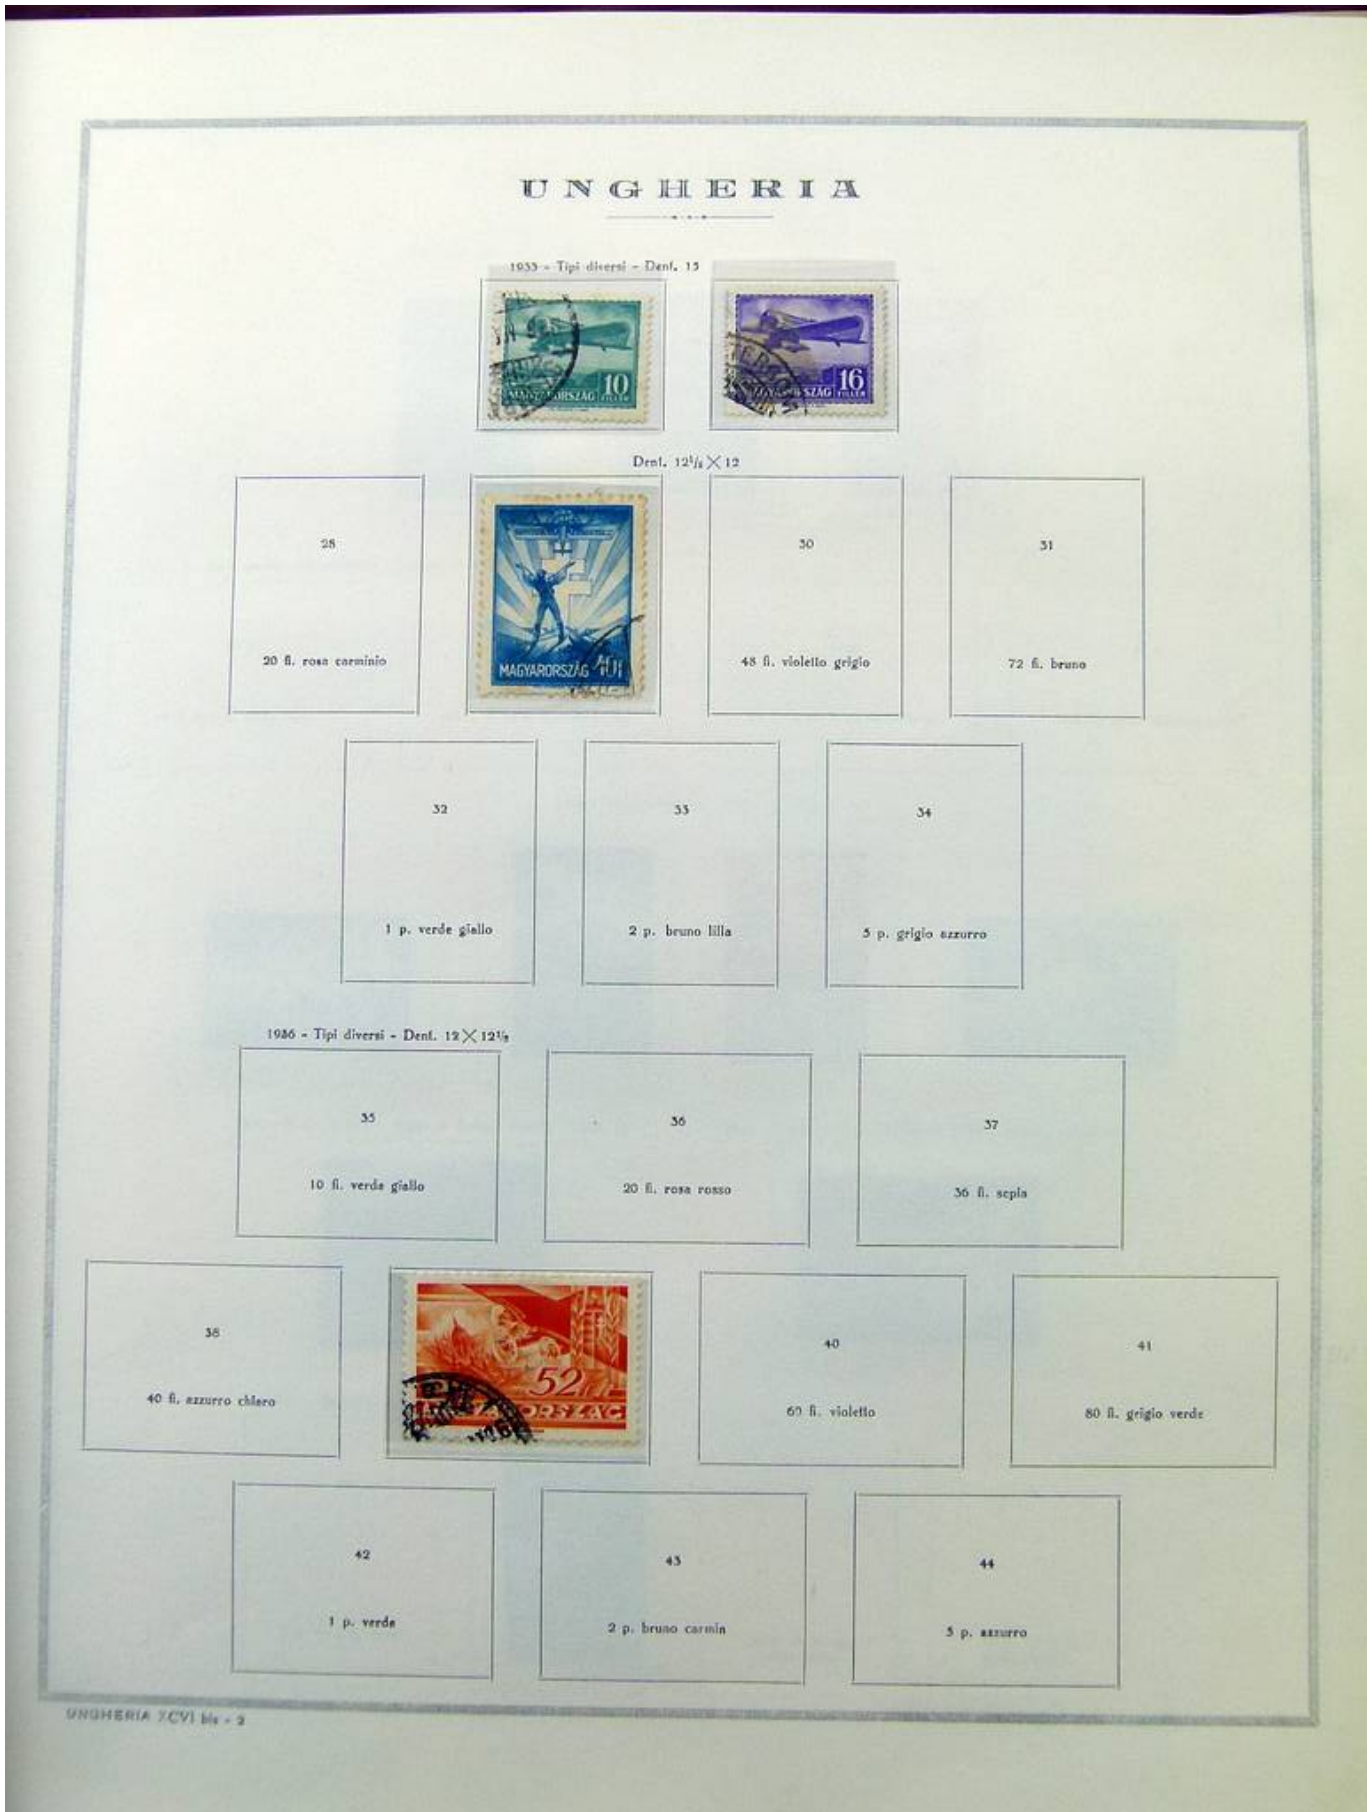 UNGHERIA
1933 - Tipi diversi - Dent. 15
10
MAGYARORSZÁG FILLÉR
16
MAGYARORSZÁG FILLÉR
Dent. 12½ X 12
28
20 fi. rosa carminio
MAGYARORSZÁG 40f
30
48 fi. violetto grigio
31
72 fi. bruno
32
1 p. verde giallo
33
2 p. bruno lilla
34
5 p. grigio azzurro
1936 - Tipi diversi - Dent. 12 X 12½
35
10 fi. verde giallo
36
20 fi. rosa rosso
37
36 fi. sepia
38
40 fi. azzurro chiaro
52
MAGYARORSZÁG
40
60 fi. violetto
41
80 fi. grigio verde
42
1 p. verde
43
2 p. bruno carmin
44
5 p. azzurro
UNGHERIA XCVI bis - 2